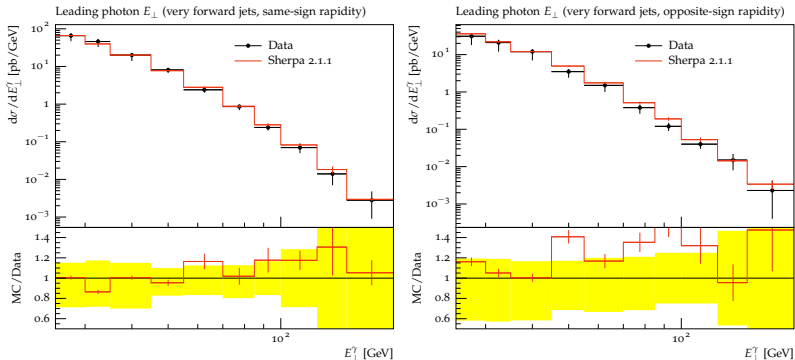 Leading photon E⊥ (very forward jets, same-sign rapidity)
10²
10¹
1
10⁻¹
10⁻²
10⁻³
dσ/dE⊥^γ [pb/GeV]
Data
Sherpa 2.1.1
1.4
1.2
1
0.8
0.6
MC/Data
10²
E⊥^γ [GeV]
Leading photon E⊥ (very forward jets, opposite-sign rapidity)
10²
10¹
1
10⁻¹
10⁻²
10⁻³
dσ/dE⊥^γ [pb/GeV]
Data
Sherpa 2.1.1
1.4
1.2
1
0.8
0.6
MC/Data
10²
E⊥^γ [GeV]